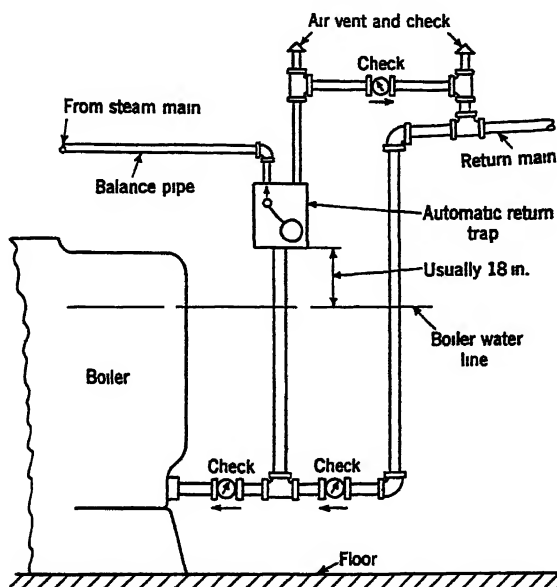 Air vent and check
Check
From steam main
Balance pipe
Return main
Automatic return
trap
Usually 18 in.
Boiler water
line
Boiler
Check
Check
Floor